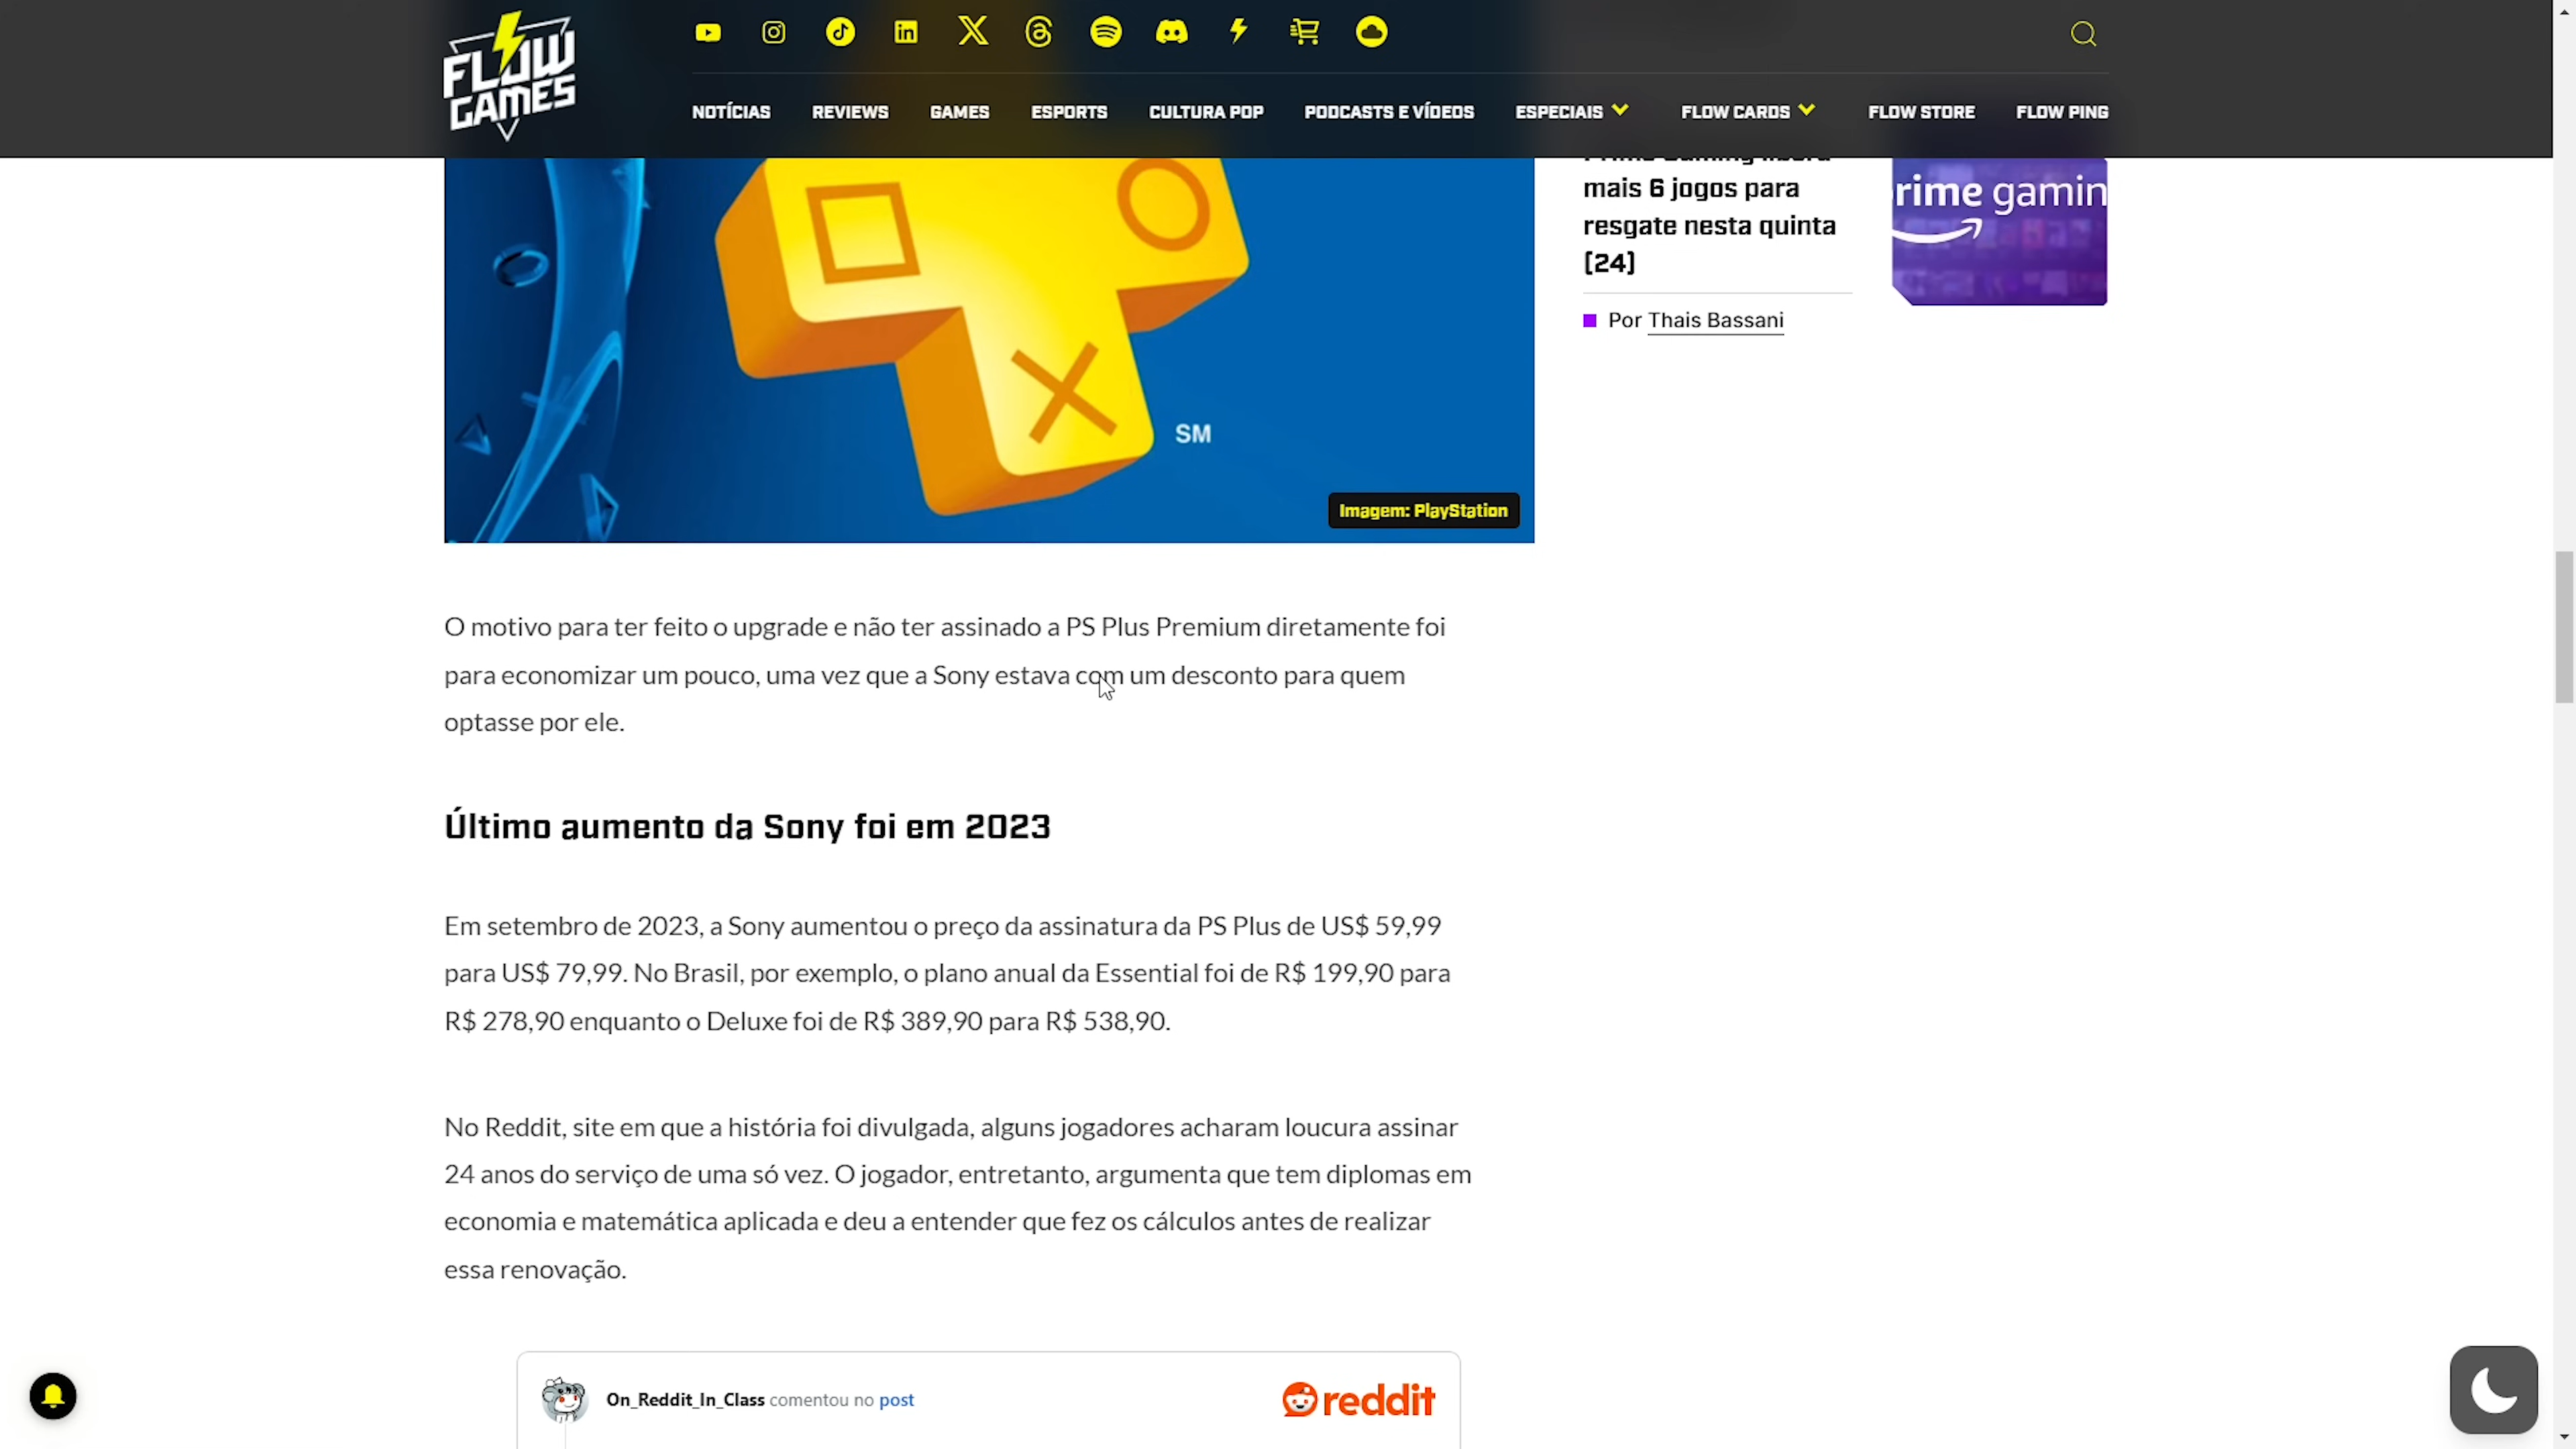 FLOW
GAMES
NOTÍCIAS REVIEWS GAMES ESPORTS CULTURA POP PODCASTS E VÍDEOS ESPECIAIS FLOW CARDS FLOW STORE FLOW PING
SM
Imagem: PlayStation
Prime Gaming libera
mais 6 jogos para
resgate nesta quinta
[24]
Por Thais Bassani
rime gamin
O motivo para ter feito o upgrade e não ter assinado a PS Plus Premium diretamente foi
para economizar um pouco, uma vez que a Sony estava com um desconto para quem
optasse por ele.
Último aumento da Sony foi em 2023
Em setembro de 2023, a Sony aumentou o preço da assinatura da PS Plus de US$ 59,99
para US$ 79,99. No Brasil, por exemplo, o plano anual da Essential foi de R$ 199,90 para
R$ 278,90 enquanto o Deluxe foi de R$ 389,90 para R$ 538,90.
No Reddit, site em que a história foi divulgada, alguns jogadores acharam loucura assinar
24 anos do serviço de uma só vez. O jogador, entretanto, argumenta que tem diplomas em
economia e matemática aplicada e deu a entender que fez os cálculos antes de realizar
essa renovação.
On_Reddit_In_Class comentou no post
reddit